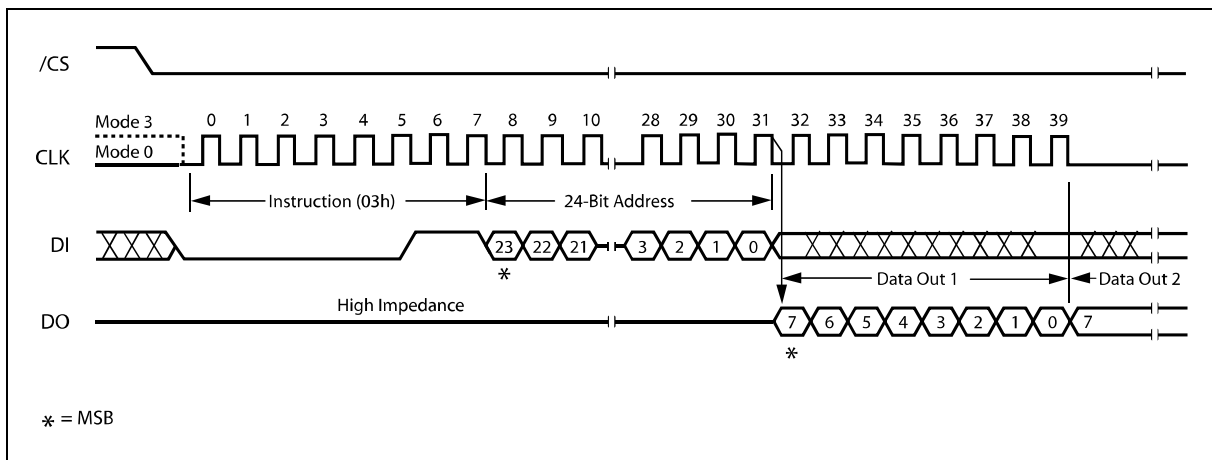 /CS
Mode 3
0 1 2 3 4 5 6 7 8 9 10 28 29 30 31 32 33 34 35 36 37 38 39
CLK
Mode 0
Instruction (03h) 24-Bit Address
DI
23 22 21 3 2 1 0
*
Data Out 1 Data Out 2
High Impedance
DO
7 6 5 4 3 2 1 0 7
*
* = MSB